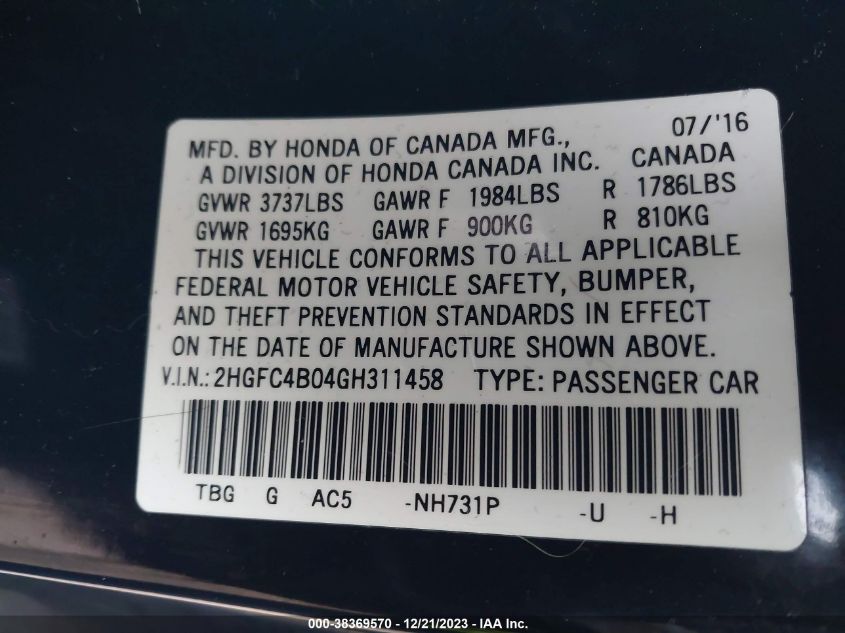 07/'16
MFD. BY HONDA OF CANADA MFG.,
A DIVISION OF HONDA CANADA INC. CANADA
GVWR 3737LBS GAWR F 1984LBS R 1786LBS
GVWR 1695KG GAWR F 900KG R 810KG
THIS VEHICLE CONFORMS TO ALL APPLICABLE
FEDERAL MOTOR VEHICLE SAFETY, BUMPER,
AND THEFT PREVENTION STANDARDS IN EFFECT
ON THE DATE OF MANUFACTURE SHOWN ABOVE.
V.I.N.: 2HGFC4B04GH311458 TYPE: PASSENGER CAR
TBG G AC5 -NH731P -U -H
000-38369570 - 12/21/2023 - IAA Inc.